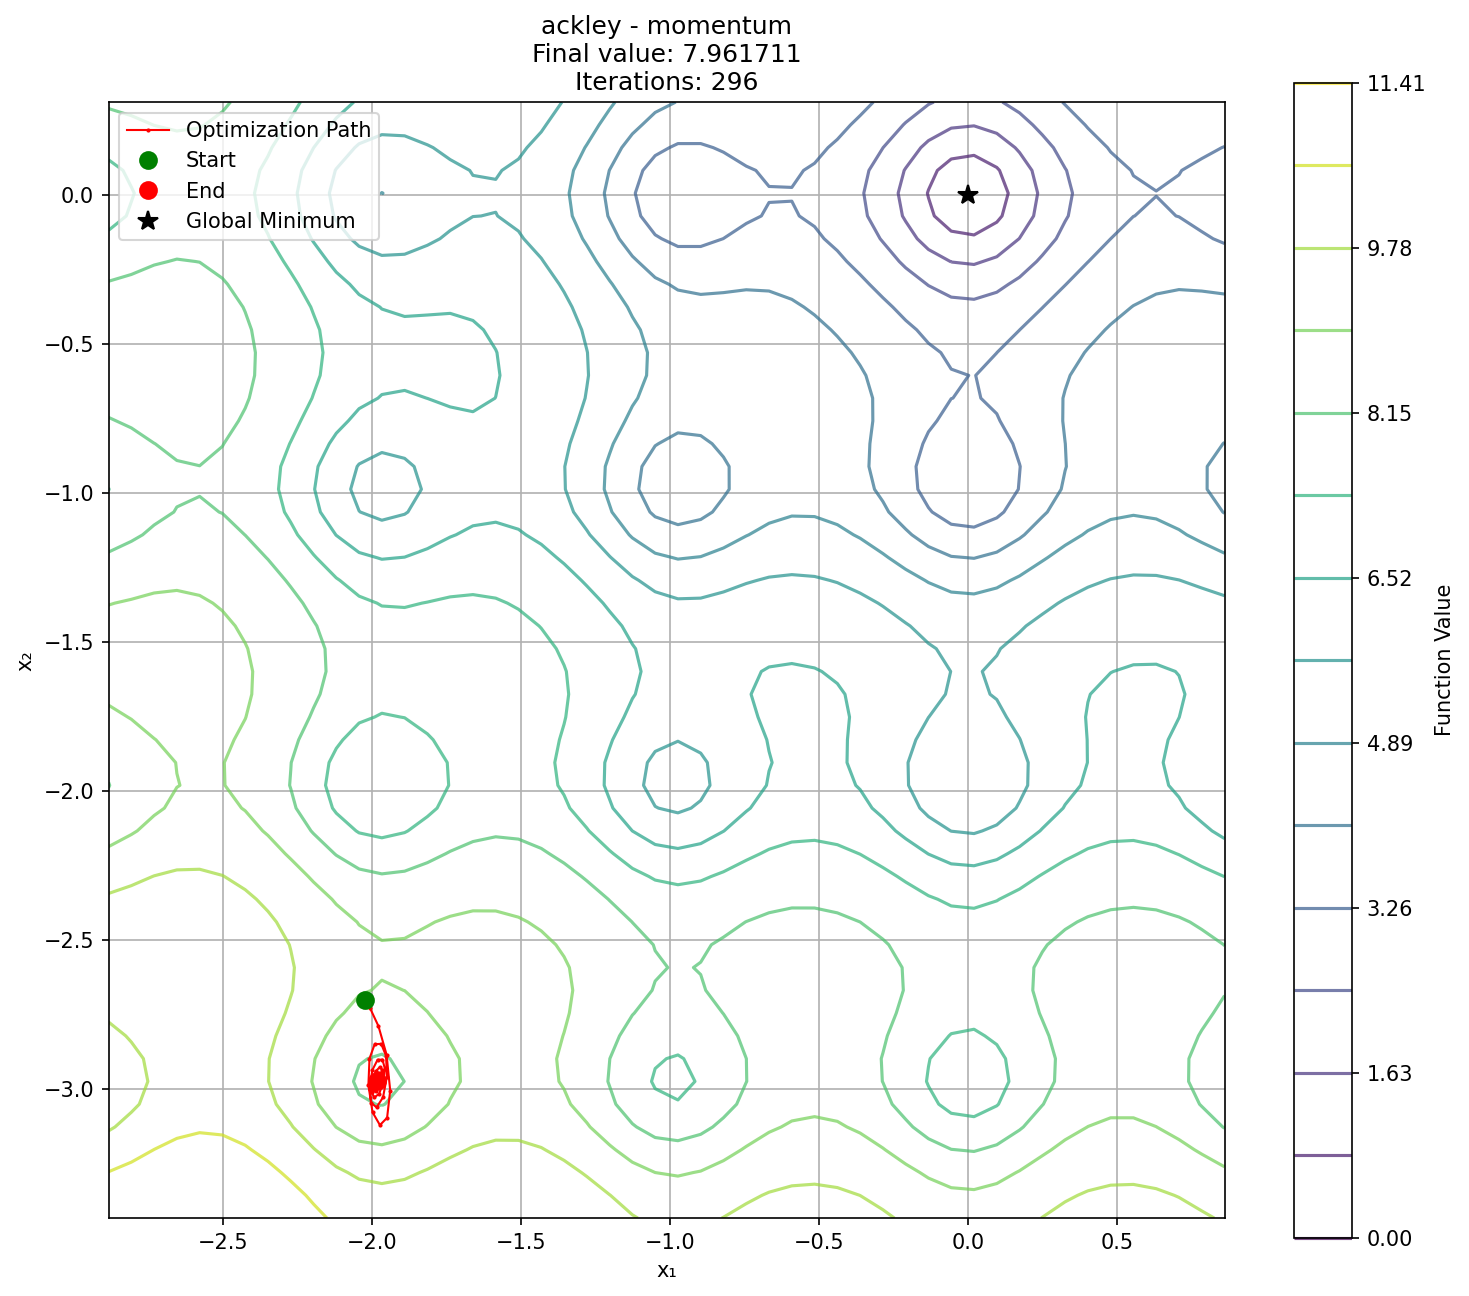 ackley - momentum
Final value: 7.961711
Iterations: 296
Optimization Path
Start
End
Global Minimum
0.0
−0.5
−1.0
−1.5
−2.0
−2.5
−3.0
x₂
−2.5
−2.0
−1.5
−1.0
−0.5
0.0
0.5
x₁
11.41
9.78
8.15
6.52
4.89
3.26
1.63
0.00
Function Value